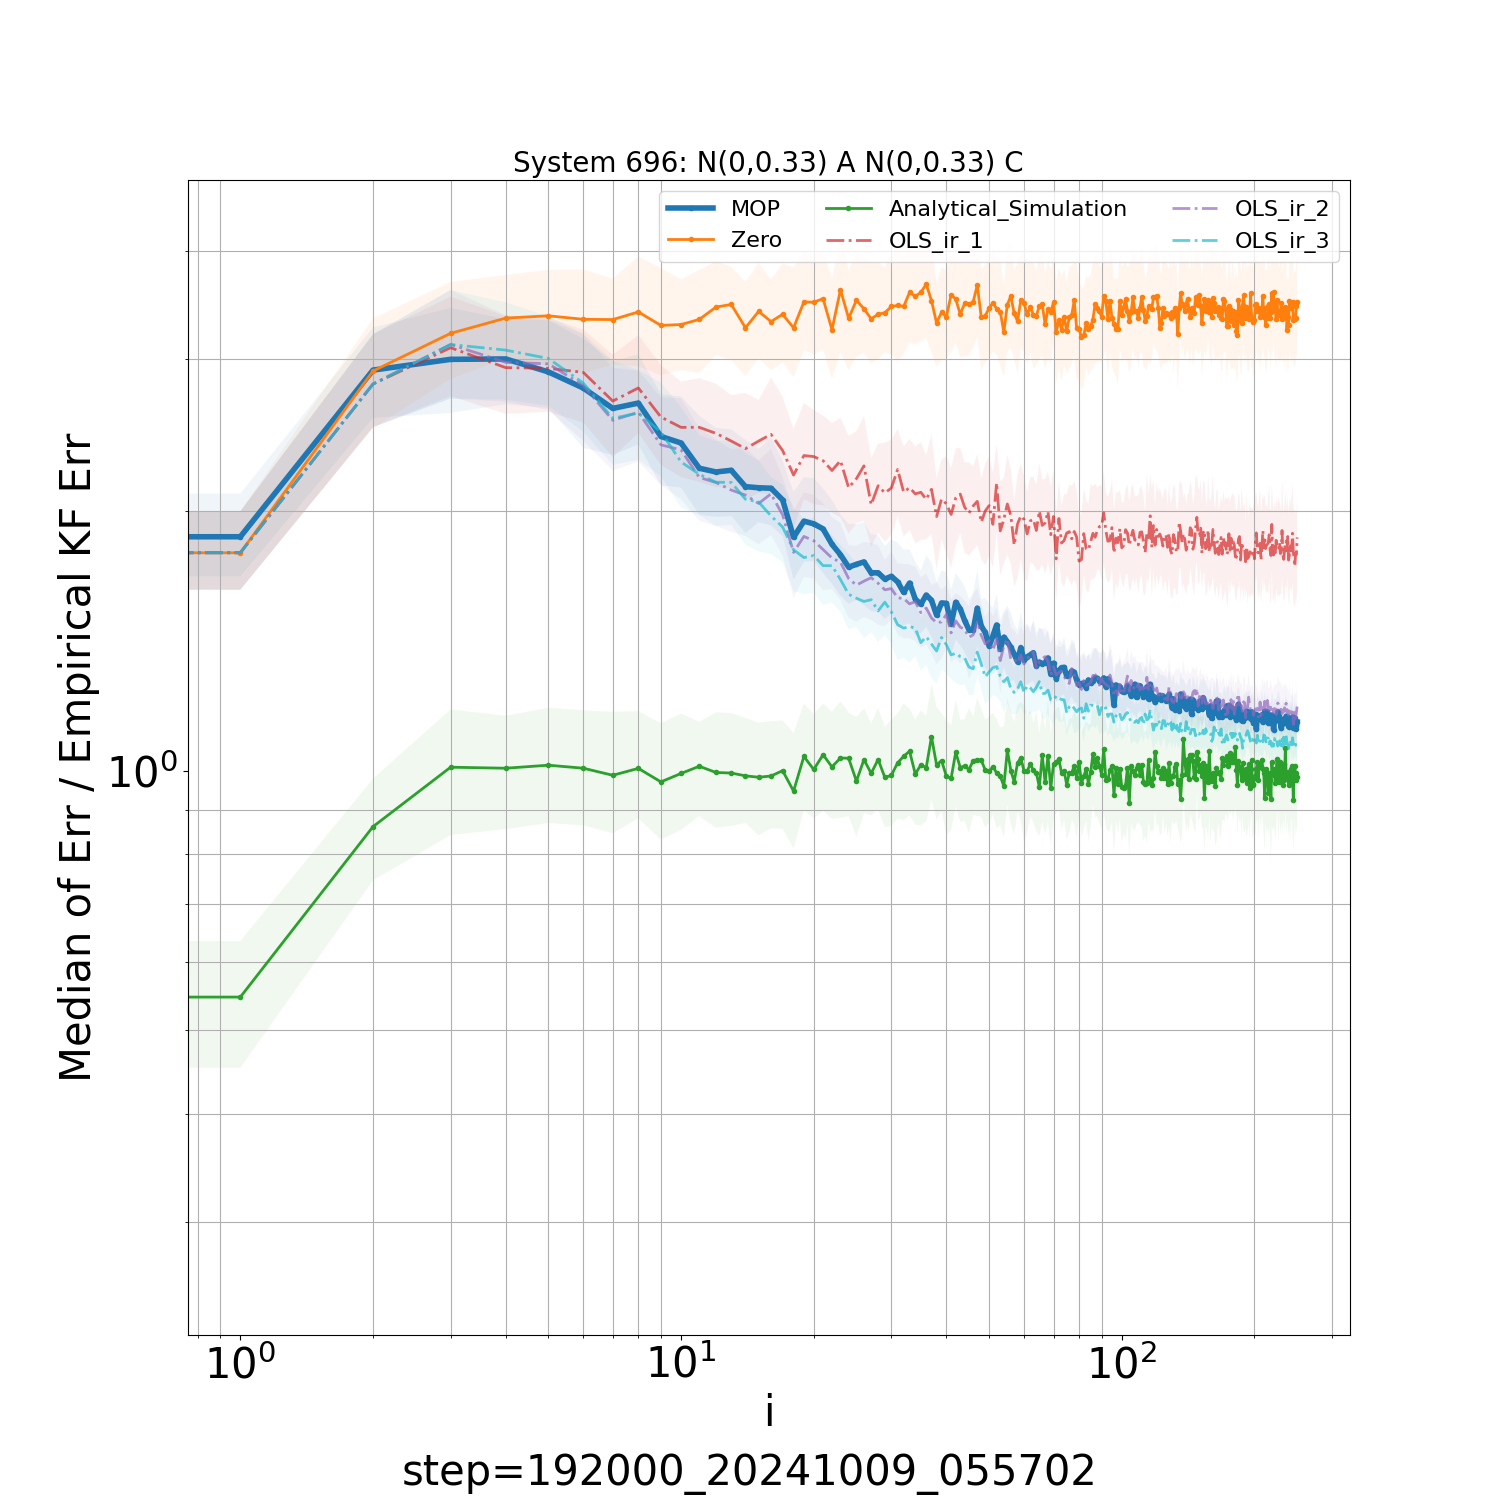 System 696: N(0,0.33) A N(0,0.33) C
MOP
Zero
Analytical_Simulation
OLS_ir_1
OLS_ir_2
OLS_ir_3
Median of Err / Empirical KF Err
10⁰
10⁰ 10¹ 10²
i
step=192000_20241009_055702